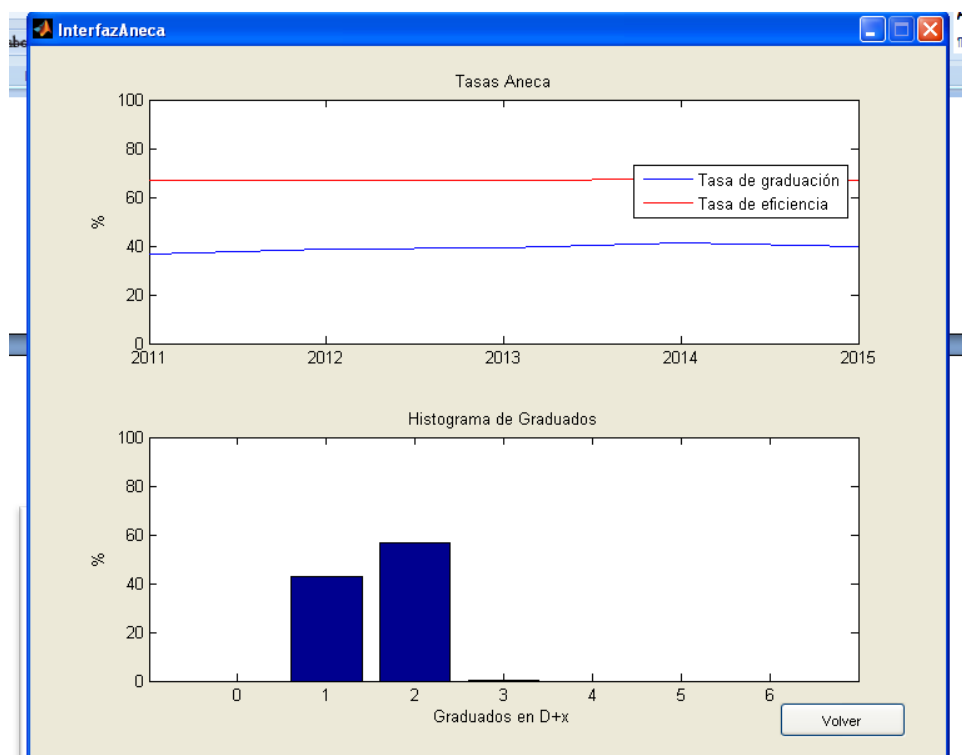 InterfazAneca
Tasas Aneca
100
80
60
40
20
0
%
Tasa de graduación
Tasa de eficiencia
2011 2012 2013 2014 2015
Histograma de Graduados
100
80
60
40
20
0
%
0 1 2 3 4 5 6
Graduados en D+x
Volver